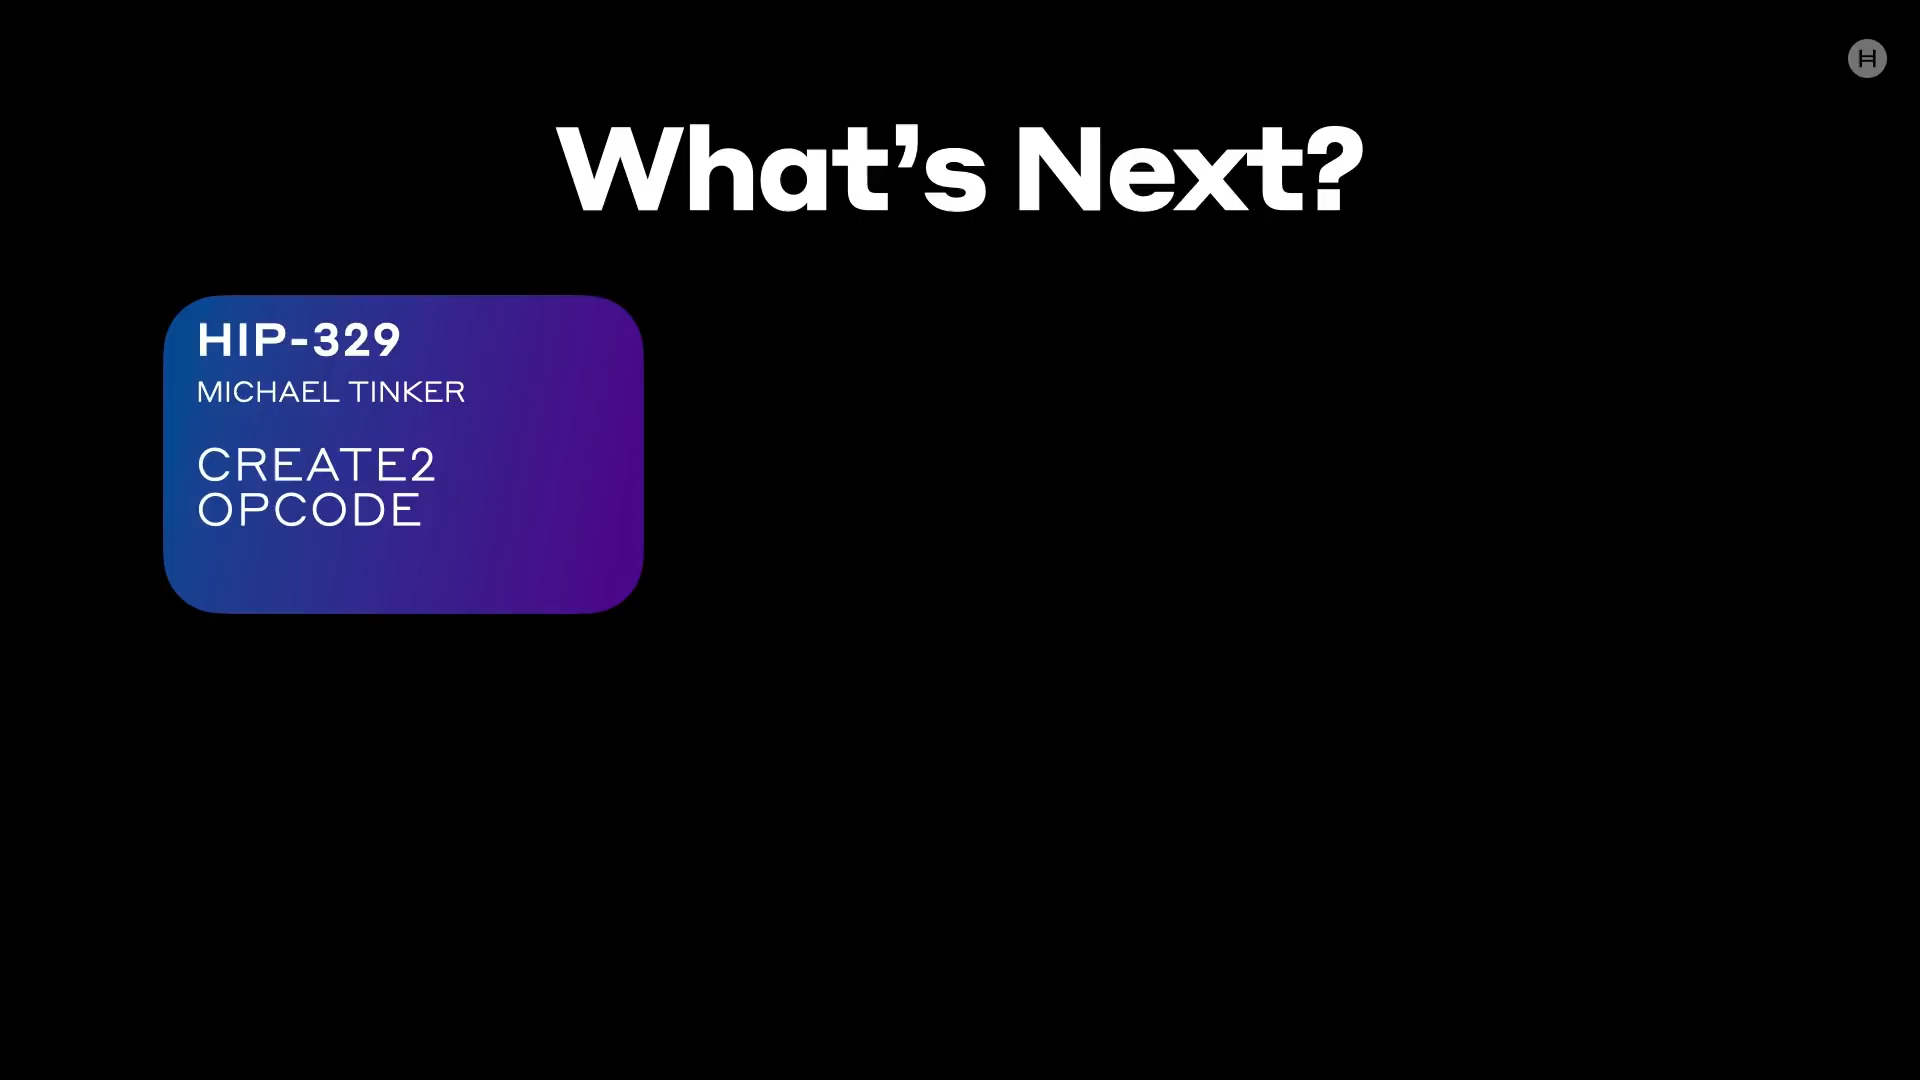 What’s Next?
HIP-329
MICHAEL TINKER
CREATE2
OPCODE